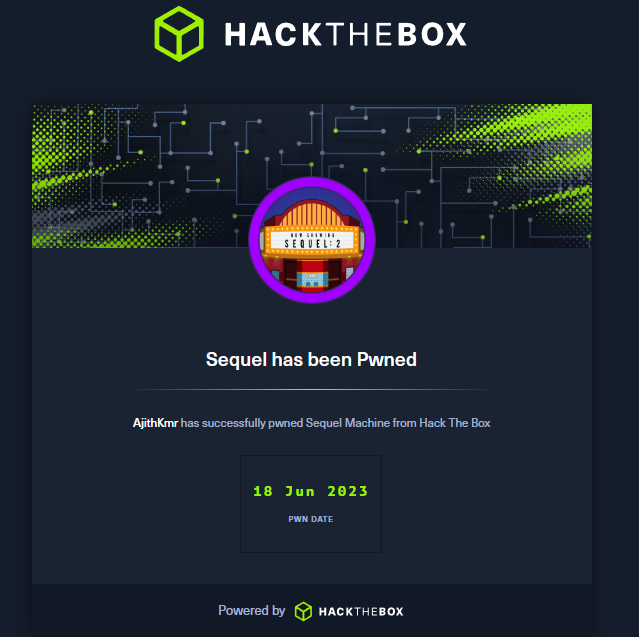 HACKTHEBOX
NOW SHOWING
SEQUEL:2
Sequel has been Pwned
AjithKmr has successfully pwned Sequel Machine from Hack The Box
18 Jun 2023
PWN DATE
Powered by HACKTHEBOX